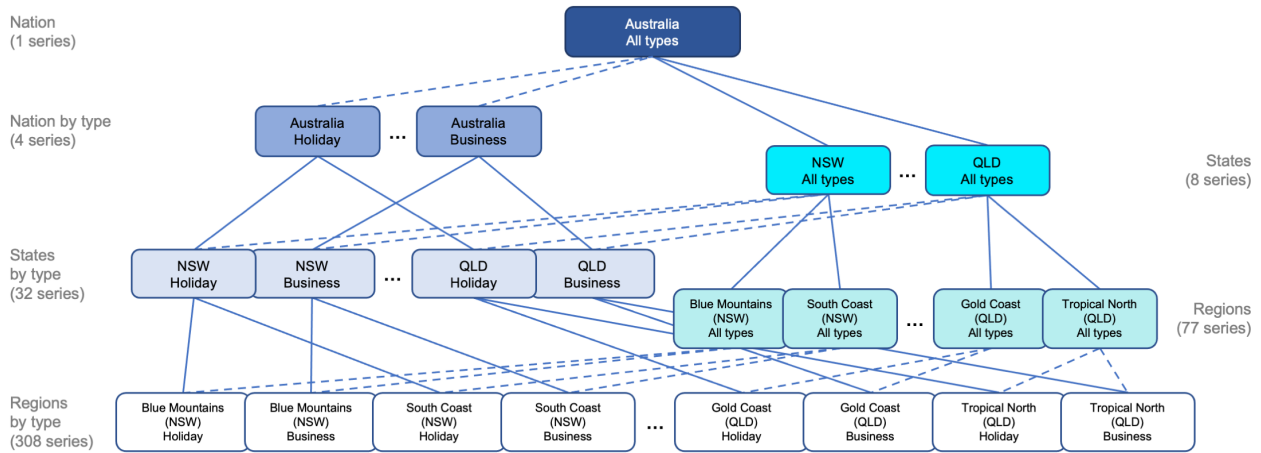 Nation
(1 series)
Australia
All types
Nation by type
(4 series)
Australia
Holiday
...
Australia
Business
NSW
All types
...
QLD
All types
States
(8 series)
States
by type
(32 series)
NSW
Holiday
NSW
Business
...
QLD
Holiday
QLD
Business
Blue Mountains
(NSW)
All types
South Coast
(NSW)
All types
...
Gold Coast
(QLD)
All types
Tropical North
(QLD)
All types
Regions
(77 series)
Regions
by type
(308 series)
Blue Mountains
(NSW)
Holiday
Blue Mountains
(NSW)
Business
South Coast
(NSW)
Holiday
South Coast
(NSW)
Business
...
Gold Coast
(QLD)
Holiday
Gold Coast
(QLD)
Business
Tropical North
(QLD)
Holiday
Tropical North
(QLD)
Business